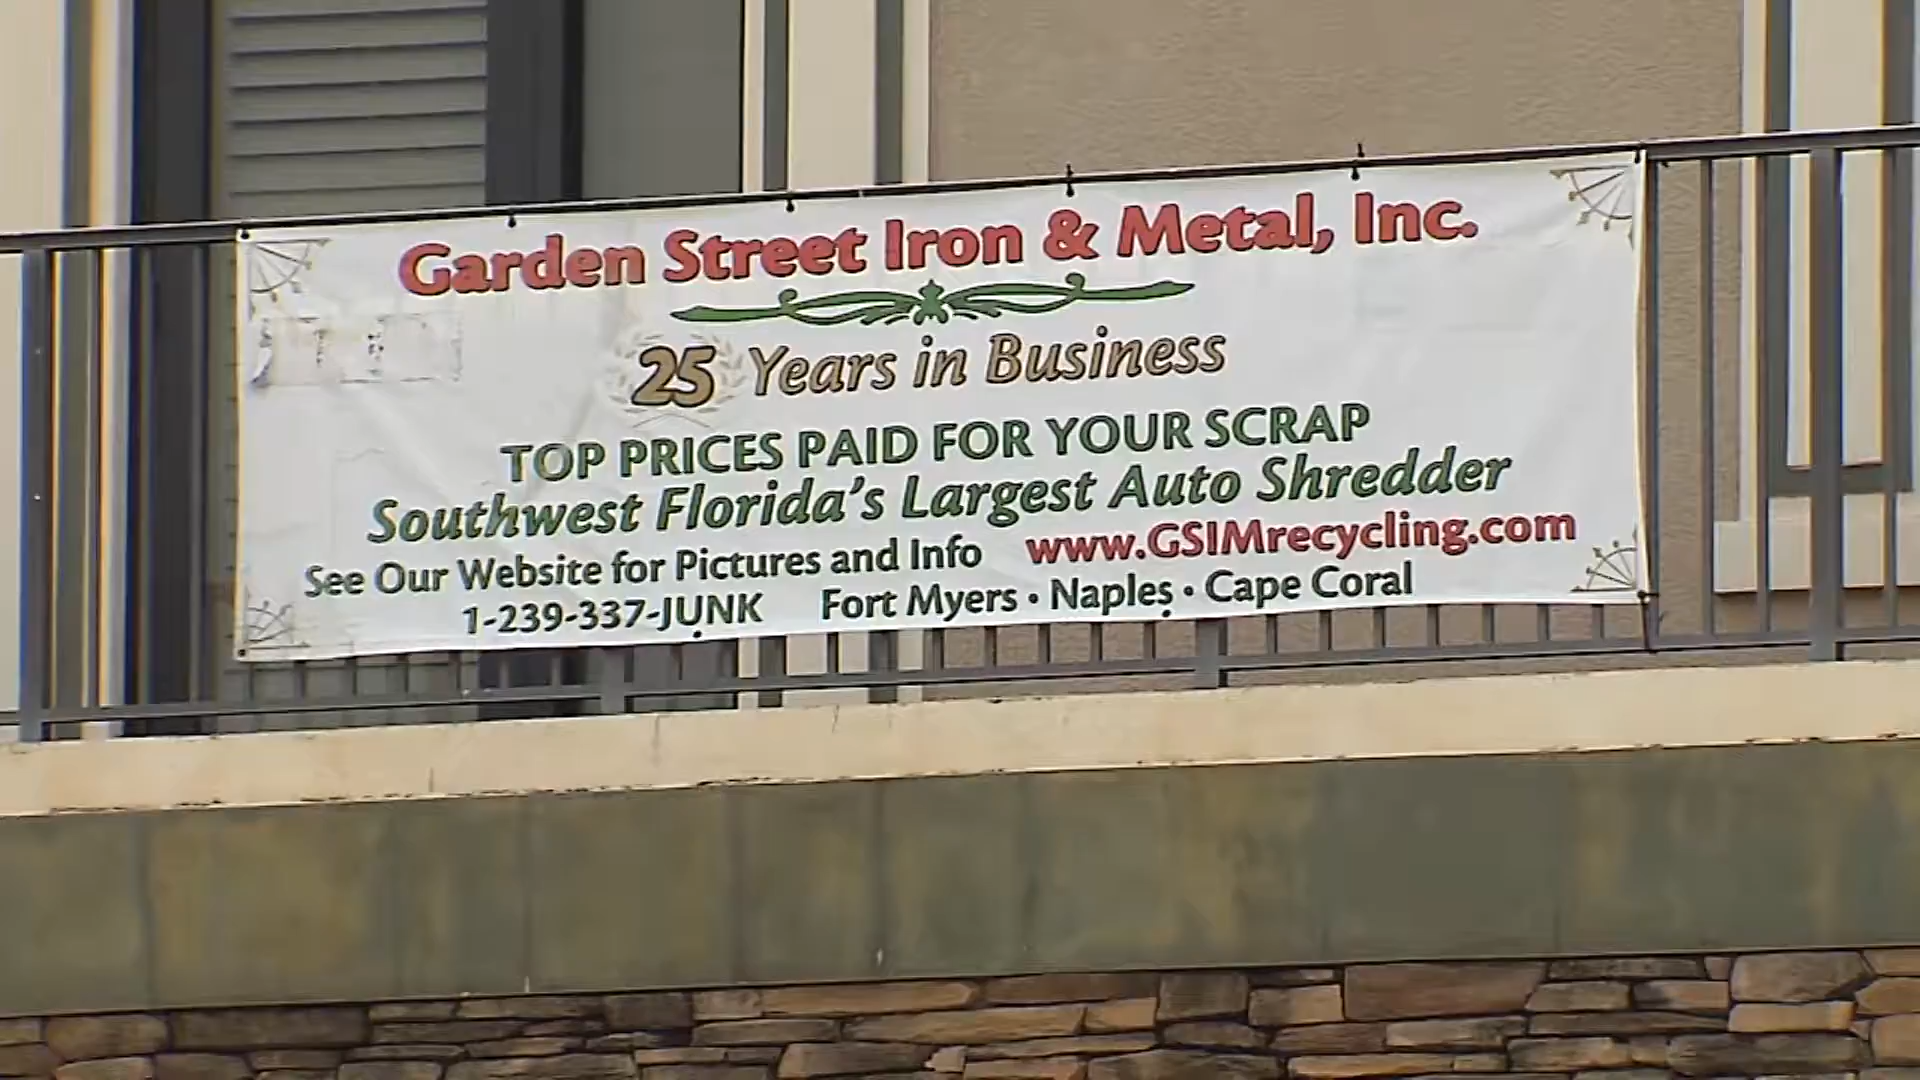 Garden Street Iron & Metal, Inc.
25 Years in Business
TOP PRICES PAID FOR YOUR SCRAP
Southwest Florida's Largest Auto Shredder
See Our Website for Pictures and Info www.GSIMrecycling.com
1-239-337-JUNK Fort Myers • Naples • Cape Coral